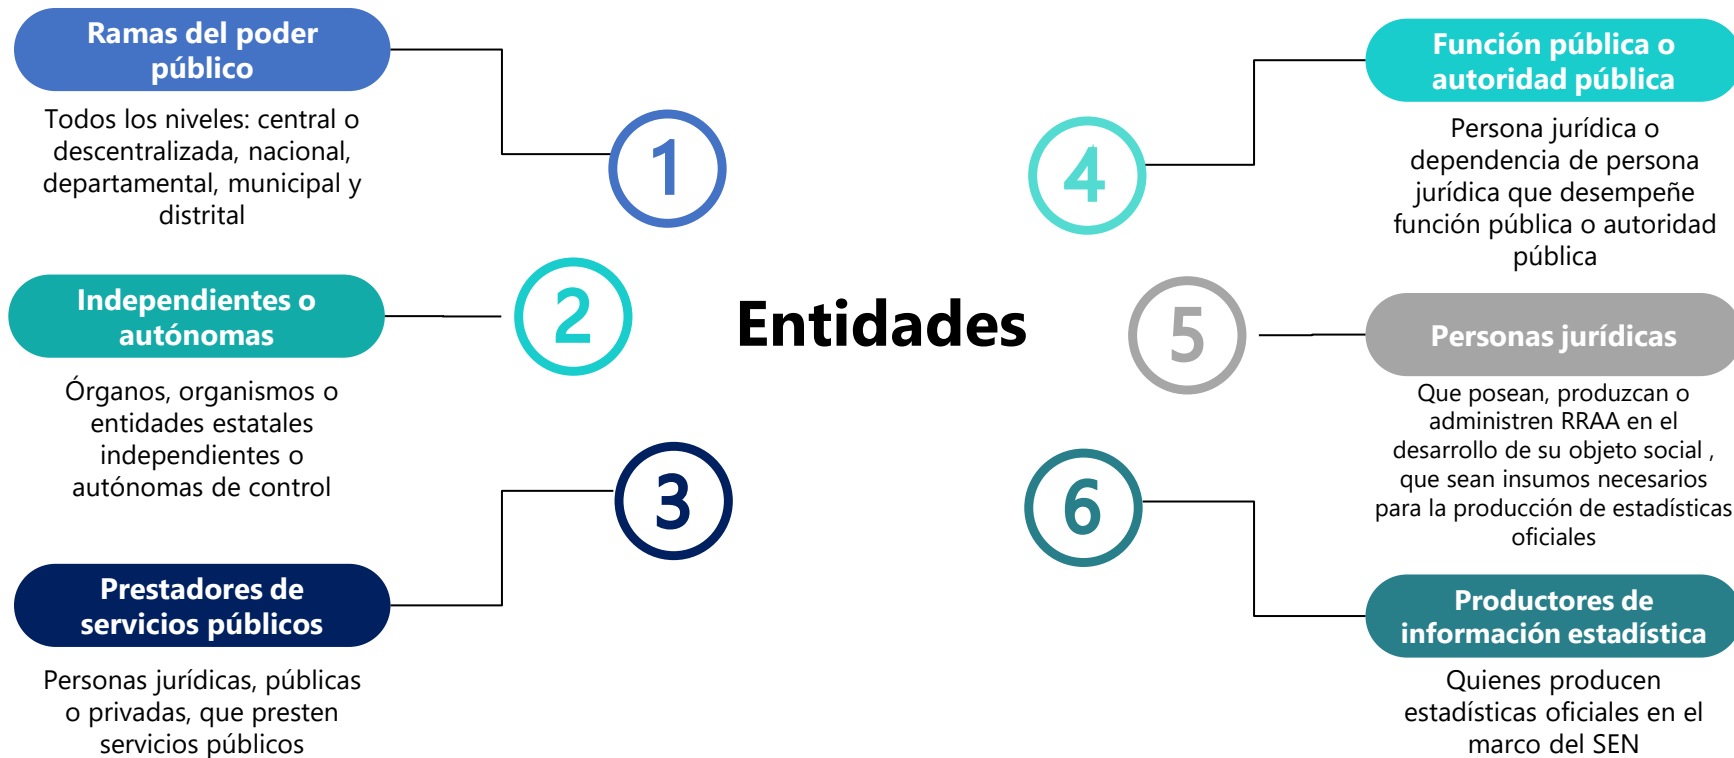 Ramas del poder
público
Todos los niveles: central o
descentralizada, nacional,
departamental, municipal y
distrital
1
Independientes o
autónomas
Órganos, organismos o
entidades estatales
independientes o
autónomas de control
2
Prestadores de
servicios públicos
Personas jurídicas, públicas
o privadas, que presten
servicios públicos
3
Entidades
4
Función pública o
autoridad pública
Persona jurídica o
dependencia de persona
jurídica que desempeñe
función pública o autoridad
pública
5
Personas jurídicas
Que posean, produzcan o
administren RRAA en el
desarrollo de su objeto social ,
que sean insumos necesarios
para la producción de estadísticas
oficiales
6
Productores de
información estadística
Quienes producen
estadísticas oficiales en el
marco del SEN